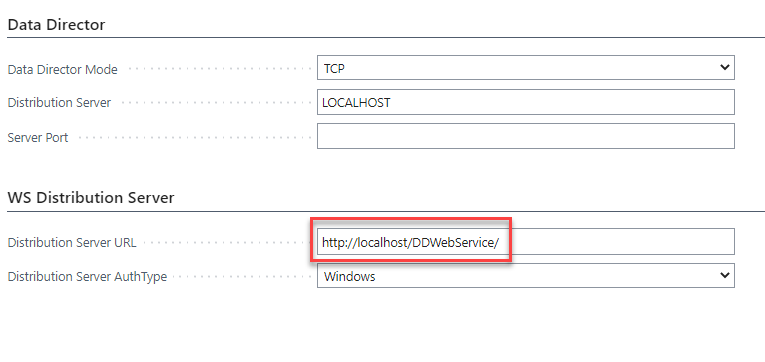 Data Director
Data Director Mode TCP
Distribution Server LOCALHOST
Server Port
WS Distribution Server
Distribution Server URL http://localhost/DDWebService/
Distribution Server AuthType Windows